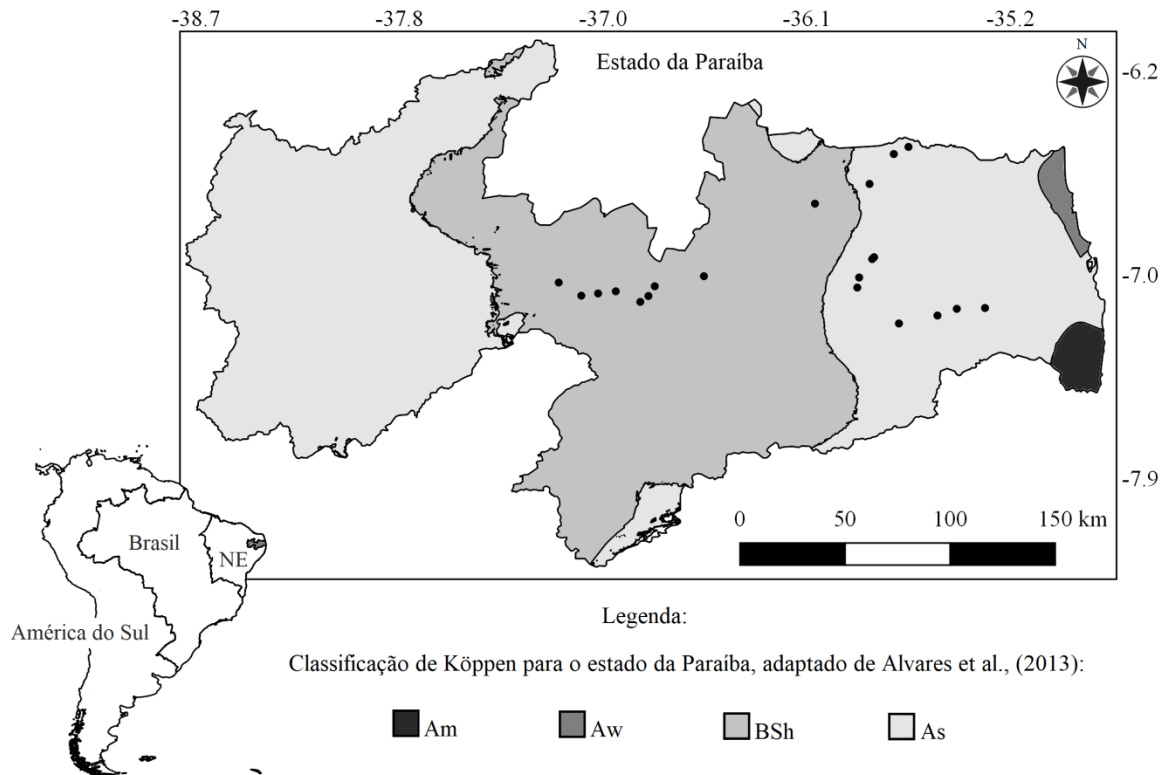 -38.7 -37.8 -37.0 -36.1 -35.2
Estado da Paraíba
N
-6.2
-7.0
-7.9
0 50 100 150 km
Brasil
NE
América do Sul
Legenda:
Classificação de Köppen para o estado da Paraíba, adaptado de Alvares et al., (2013):
Am Aw BSh As